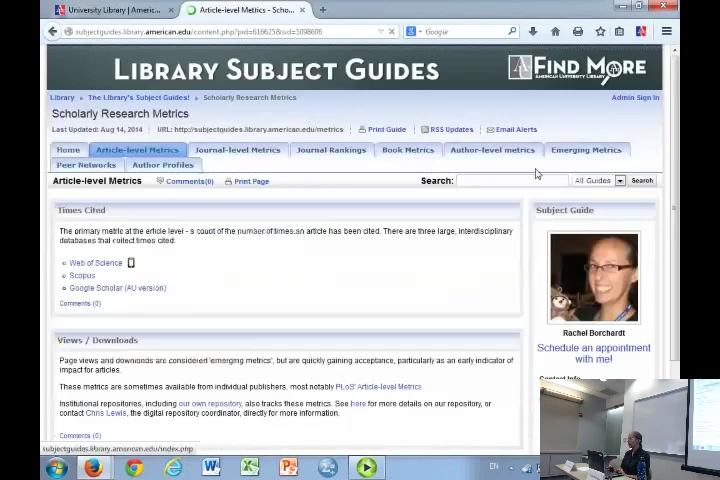 University Library | Americ...
Article-level Metrics - Scho...
subjectguides.library.american.edu/content.php?pid=616625&sid=5098606
Google
LIBRARY SUBJECT GUIDES
FIND MORE
AMERICAN UNIVERSITY LIBRARY
Library » The Library's Subject Guides! » Scholarly Research Metrics
Admin Sign In
Scholarly Research Metrics
Last Updated: Aug 14, 2014 URL: http://subjectguides.library.american.edu/metrics Print Guide RSS Updates Email Alerts
Home Article-level Metrics Journal-level Metrics Journal Rankings Book Metrics Author-level metrics Emerging Metrics
Peer Networks Author Profiles
Article-level Metrics Comments(0) Print Page Search: All Guides Search
Times Cited
The primary metric at the article level - a count of the number of times an article has been cited. There are three large, interdisciplinary
databases that collect times cited:
Web of Science
Scopus
Google Scholar (AU version)
Comments (0)
Views / Downloads
Page views and downloads are considered 'emerging metrics', but are quickly gaining acceptance, particularly as an early indicator of
impact for articles.
These metrics are sometimes available from individual publishers, most notably PLoS' Article-level Metrics
Institutional repositories, including our own repository, also tracks these metrics. See here for more details on our repository, or
contact Chris Lewis, the digital repository coordinator, directly for more information.
Comments (0)
Subject Guide
Rachel Borchardt
Schedule an appointment
with me!
Contact Info
subjectguides.library.american.edu/index.php
EN